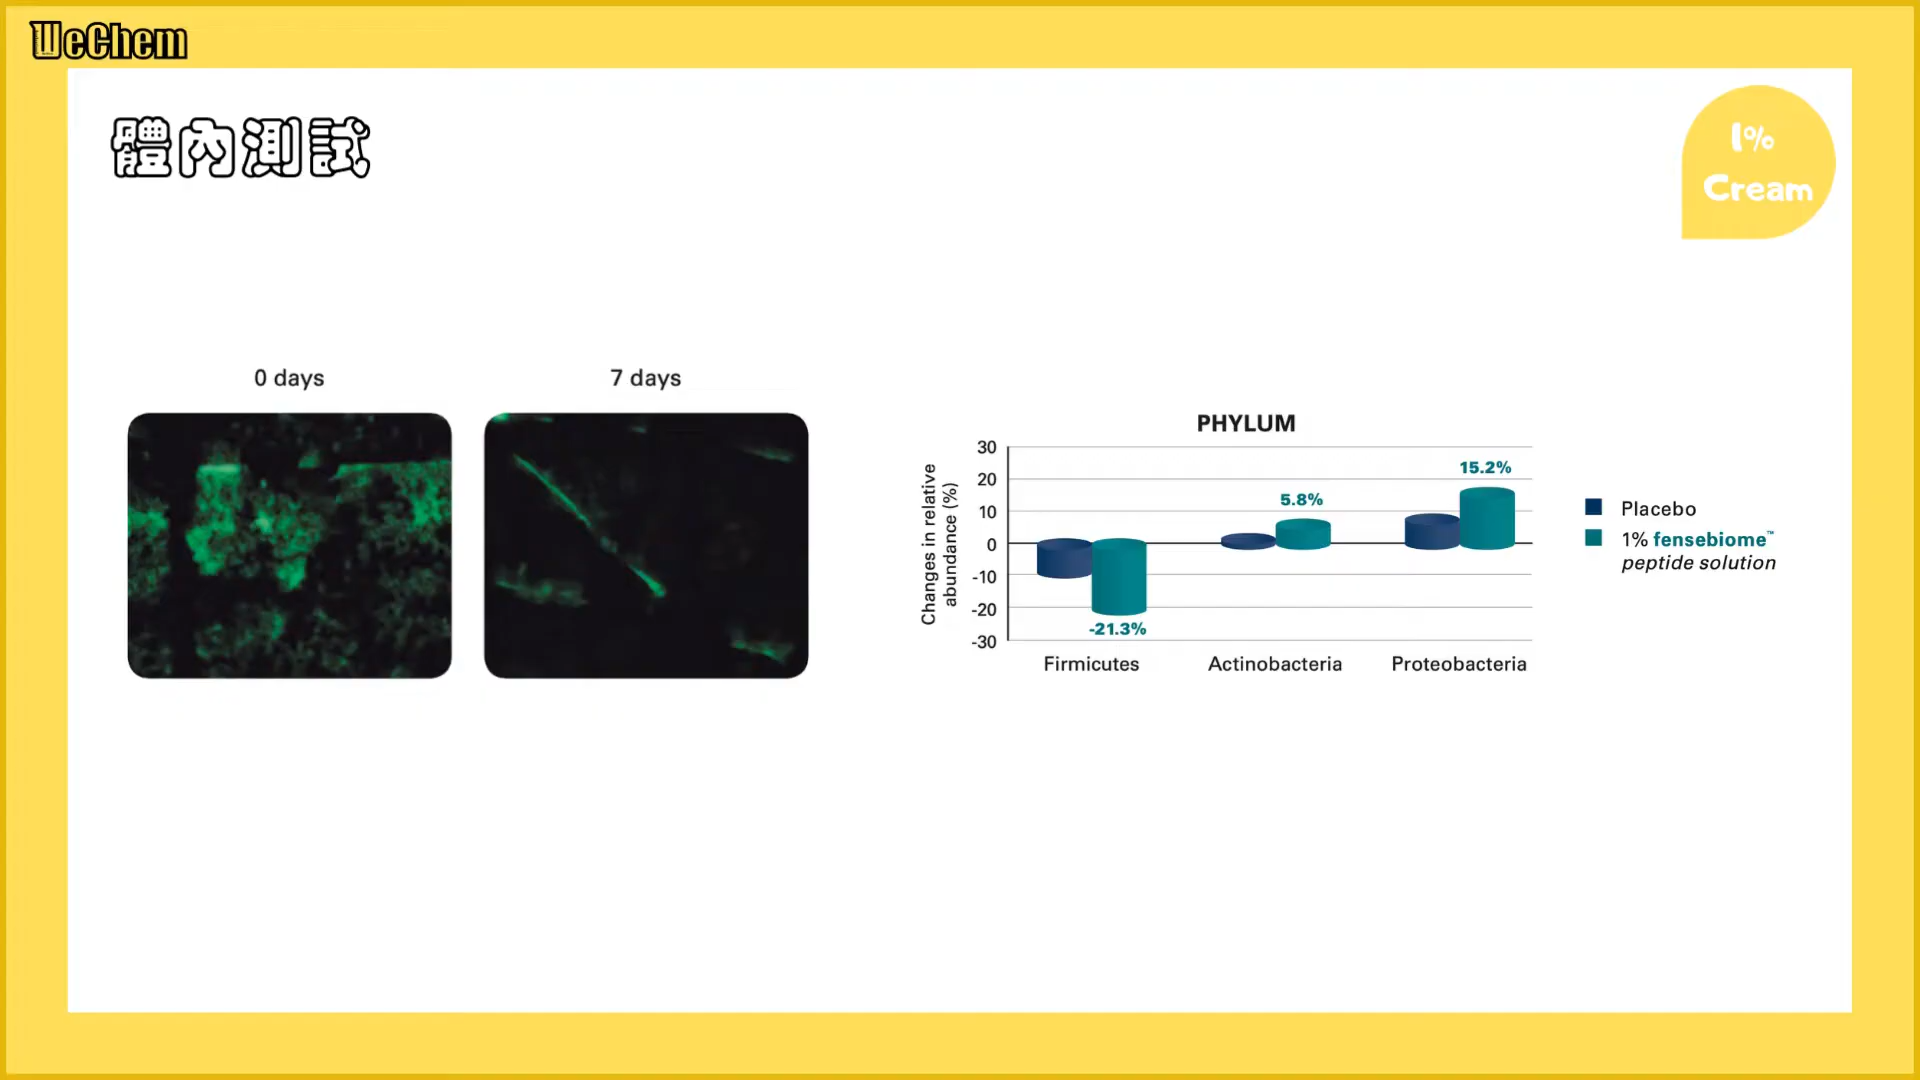 WeChem
體內測試
1%
Cream
0 days
7 days
PHYLUM
Changes in relative
abundance (%)
30
20
10
0
-10
-20
-30
-21.3%
5.8%
15.2%
Firmicutes
Actinobacteria
Proteobacteria
Placebo
1% fensebiome™
peptide solution